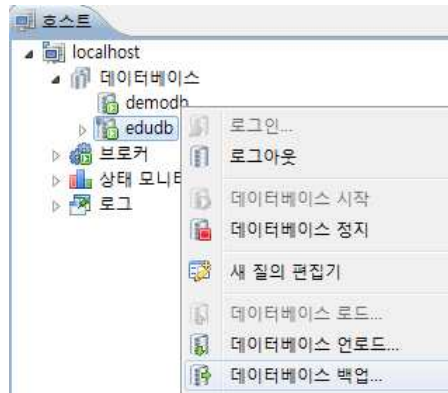 호스트
localhost
데이터베이스
demodb
edudb
브로커
상태 모니터
로그
로그인...
로그아웃
데이터베이스 시작
데이터베이스 정지
새 질의 편집기
데이터베이스 로드...
데이터베이스 언로드...
데이터베이스 백업...